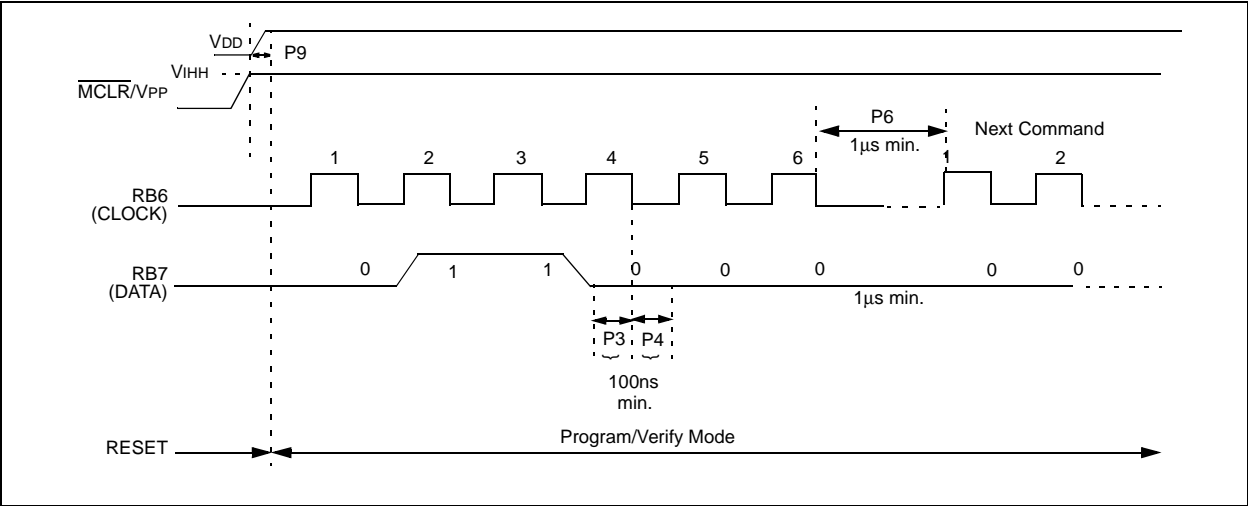 VDD
P9
VIHH
MCLR/VPP
P6
Next Command
1µs min.
1 2 3 4 5 6 1 2
RB6
(CLOCK)
RB7
(DATA)
0 1 1 0 0 0 0 0
1µs min.
P3 P4
100ns
min.
Program/Verify Mode
RESET